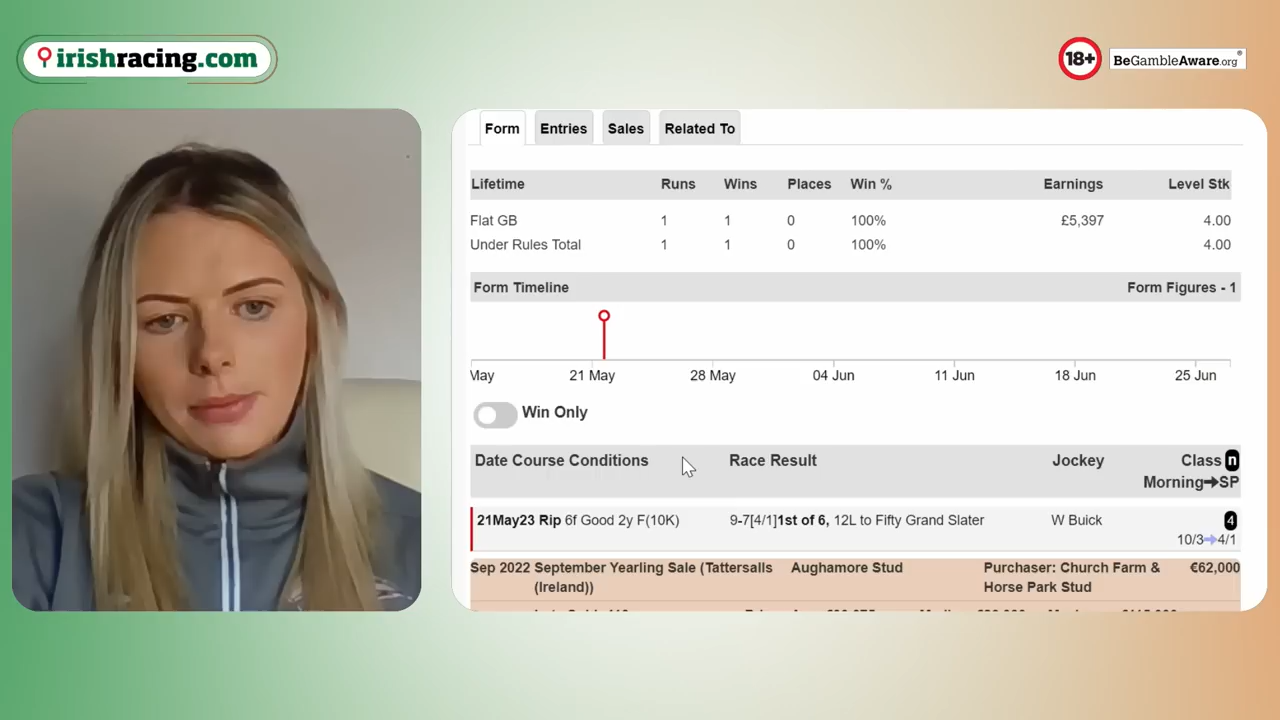 irishracing.com
18+
BeGambleAware.org®
Form Entries Sales Related To
Lifetime Runs Wins Places Win % Earnings Level Stk
Flat GB 1 1 0 100% £5,397 4.00
Under Rules Total 1 1 0 100% 4.00
Form Timeline Form Figures - 1
May 21 May 28 May 04 Jun 11 Jun 18 Jun 25 Jun
Win Only
Date Course Conditions Race Result Jockey Class n
Morning➔SP
21May23 Rip 6f Good 2y F(10K) 9-7[4/1]1st of 6, 12L to Fifty Grand Slater W Buick 4
10/3➔4/1
Sep 2022 September Yearling Sale (Tattersalls Aughamore Stud Purchaser: Church Farm & €62,000
(Ireland)) Horse Park Stud